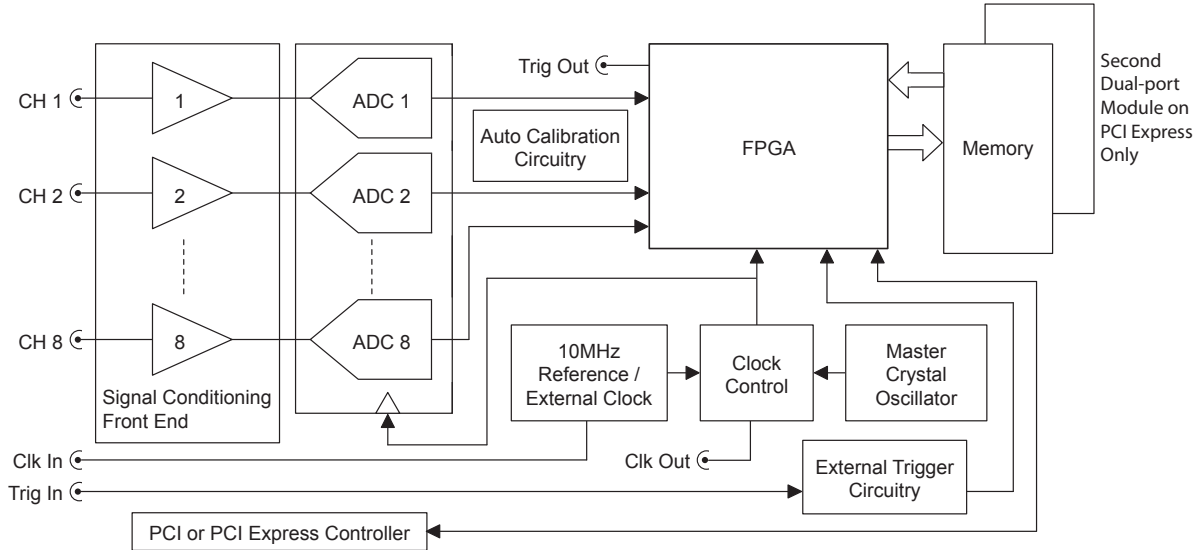 CH 1
1
ADC 1
Trig Out
Auto Calibration
Circuitry
FPGA
Memory
Second
Dual-port
Module on
PCI Express
Only
CH 2
2
ADC 2
CH 8
8
ADC 8
Signal Conditioning
Front End
10MHz
Reference /
External Clock
Clock
Control
Master
Crystal
Oscillator
Clk In
Clk Out
Trig In
External Trigger
Circuitry
PCI or PCI Express Controller